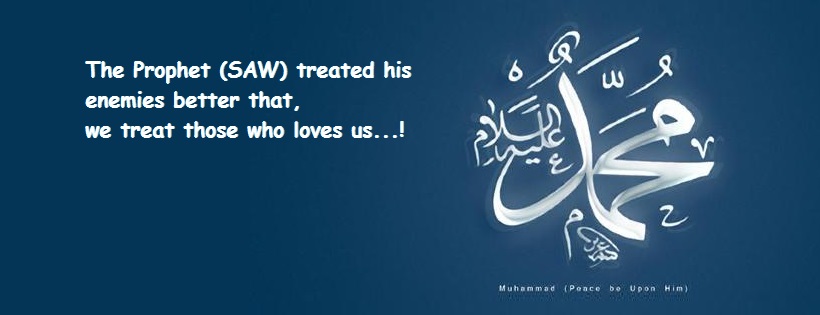 The Prophet (SAW) treated his
enemies better that,
we treat those who loves us...!
محمد
عليه السلام
Muhammad (Peace be Upon Him)